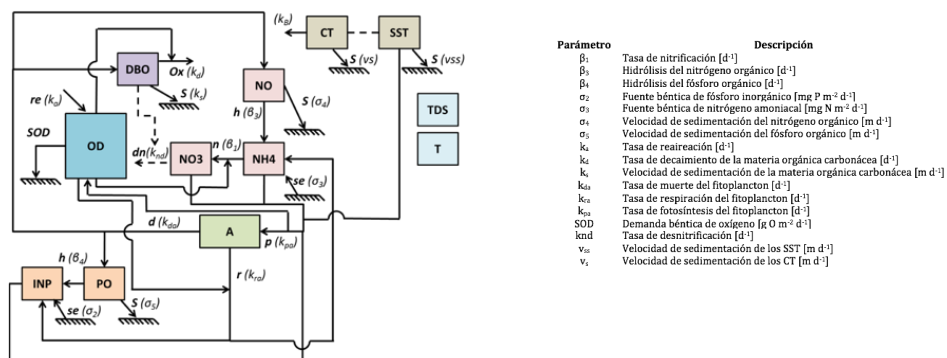 (k_B)
CT
SST
S (vs)
S (vss)
DBO
Ox (k_d)
S (k_s)
NO
S (σ_4)
h (β_3)
re (k_a)
SOD
OD
dn(k_nd)
NO3
n (β_1)
NH4
se (σ_3)
TDS
T
d (k_da)
A
p (k_pa)
r (k_ra)
h (β_4)
INP
PO
se (σ_2)
S (σ_5)
Parámetro Descripción
β₁ Tasa de nitrificación [d⁻¹]
β₃ Hidrólisis del nitrógeno orgánico [d⁻¹]
β₄ Hidrólisis del fósforo orgánico [d⁻¹]
σ₂ Fuente béntica de fósforo inorgánico [mg P m⁻² d⁻¹]
σ₃ Fuente béntica de nitrógeno amoniacal [mg N m⁻² d⁻¹]
σ₄ Velocidad de sedimentación del nitrógeno orgánico [m d⁻¹]
σ₅ Velocidad de sedimentación del fósforo orgánico [m d⁻¹]
k_a Tasa de reaireación [d⁻¹]
k_d Tasa de decaimiento de la materia orgánica carbonácea [d⁻¹]
k_s Velocidad de sedimentación de la materia orgánica carbonácea [m d⁻¹]
k_da Tasa de muerte del fitoplancton [d⁻¹]
k_ra Tasa de respiración del fitoplancton [d⁻¹]
k_pa Tasa de fotosíntesis del fitoplancton [d⁻¹]
SOD Demanda béntica de oxígeno [g O m⁻² d⁻¹]
knd Tasa de desnitrificación [d⁻¹]
v_ss Velocidad de sedimentación de los SST [m d⁻¹]
v_s Velocidad de sedimentación de los CT [m d⁻¹]